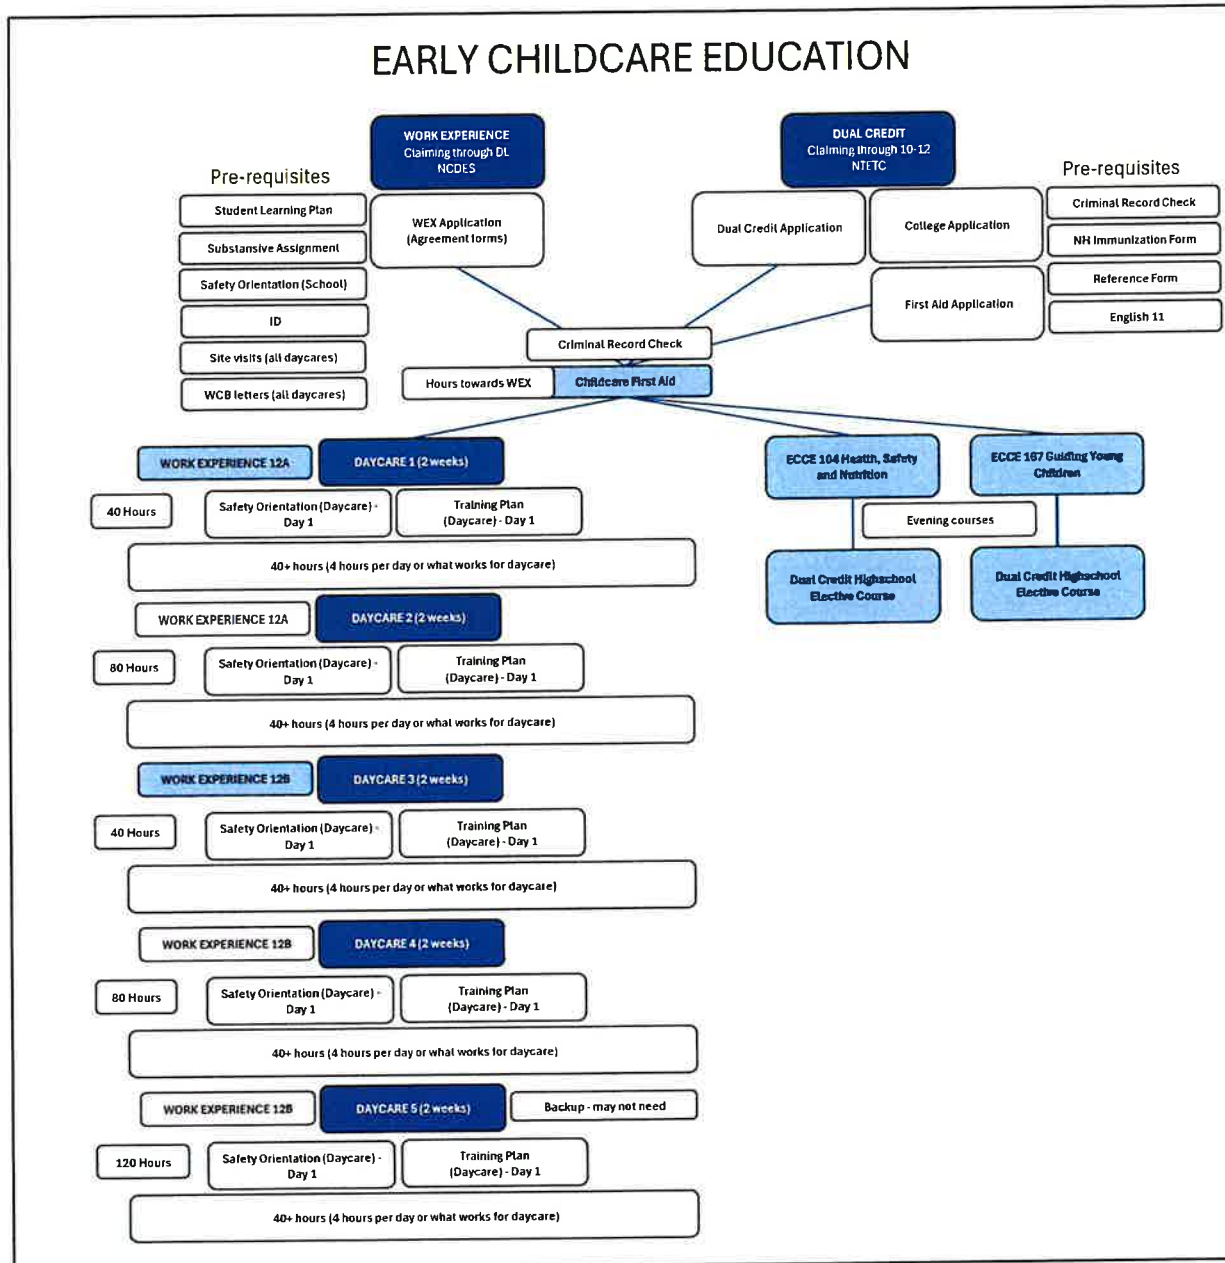 EARLY CHILDCARE EDUCATION
WORK EXPERIENCE
Claiming through DL
NCDES
DUAL CREDIT
Claiming through 10-12
NTETC
Pre-requisites
Student Learning Plan
Substansive Assignment
Safety Orientation (School)
ID
Site visits (all daycares)
WCB letters (all daycares)
WEX Application
(Agreement forms)
Dual Credit Application
College Application
First Aid Application
Pre-requisites
Criminal Record Check
NH Immunization Form
Reference Form
English 11
Criminal Record Check
Hours towards WEX
Childcare First Aid
WORK EXPERIENCE 12A
DAYCARE 1 (2 weeks)
40 Hours
Safety Orientation (Daycare) -
Day 1
Training Plan
(Daycare) - Day 1
40+ hours (4 hours per day or what works for daycare)
WORK EXPERIENCE 12A
DAYCARE 2 (2 weeks)
80 Hours
Safety Orientation (Daycare) -
Day 1
Training Plan
(Daycare) - Day 1
40+ hours (4 hours per day or what works for daycare)
WORK EXPERIENCE 12B
DAYCARE 3 (2 weeks)
40 Hours
Safety Orientation (Daycare) -
Day 1
Training Plan
(Daycare) - Day 1
40+ hours (4 hours per day or what works for daycare)
WORK EXPERIENCE 12B
DAYCARE 4 (2 weeks)
80 Hours
Safety Orientation (Daycare) -
Day 1
Training Plan
(Daycare) - Day 1
40+ hours (4 hours per day or what works for daycare)
WORK EXPERIENCE 12B
DAYCARE 5 (2 weeks)
Backup - may not need
120 Hours
Safety Orientation (Daycare) -
Day 1
Training Plan
(Daycare) - Day 1
40+ hours (4 hours per day or what works for daycare)
ECCE 104 Health, Safety
and Nutrition
ECCE 167 Guiding Young
Children
Evening courses
Dual Credit Highschool
Elective Course
Dual Credit Highschool
Elective Course